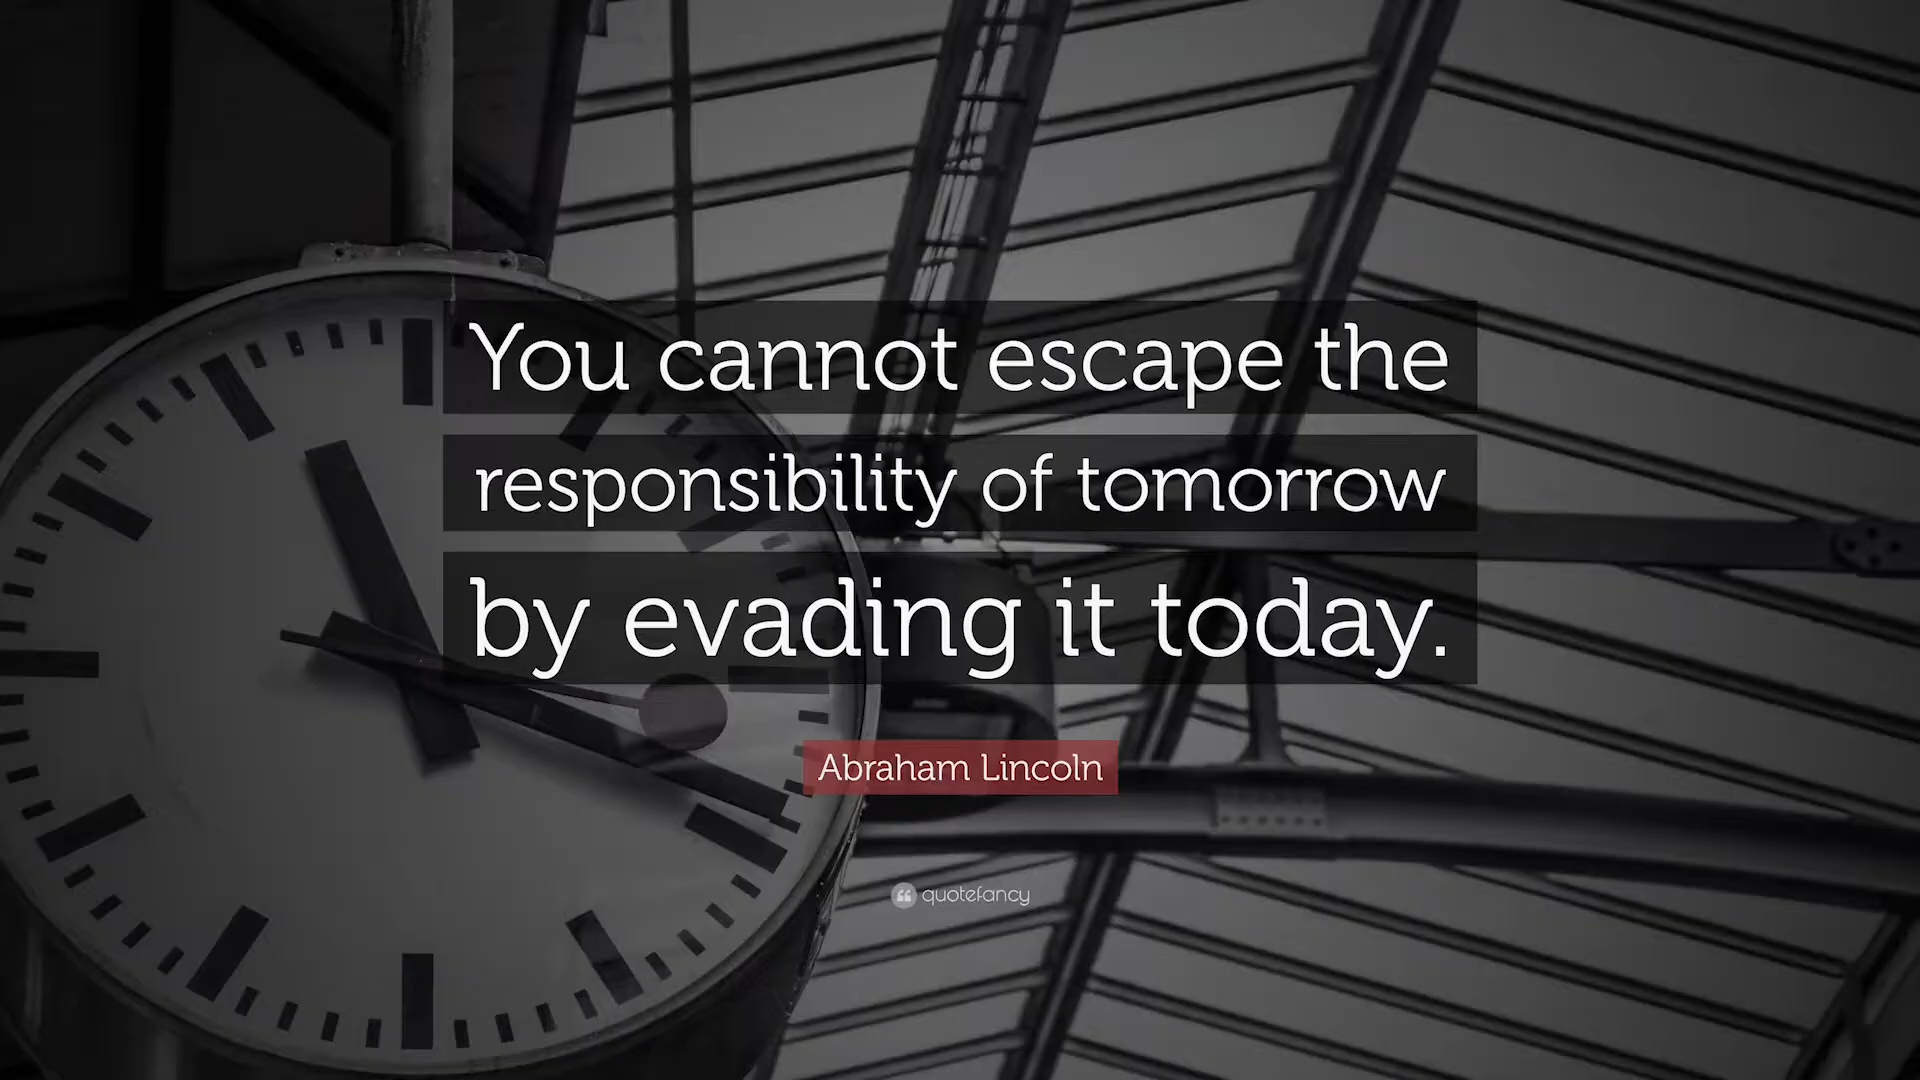 You cannot escape the
responsibility of tomorrow
by evading it today.
Abraham Lincoln
quotefancy